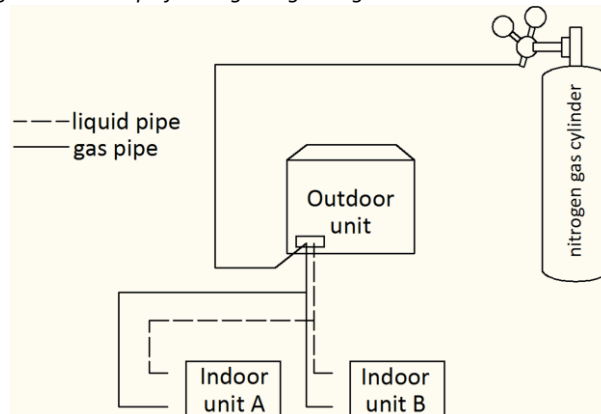 liquid pipe
gas pipe
Outdoor
unit
nitrogen gas cylinder
Indoor
unit A
Indoor
unit B